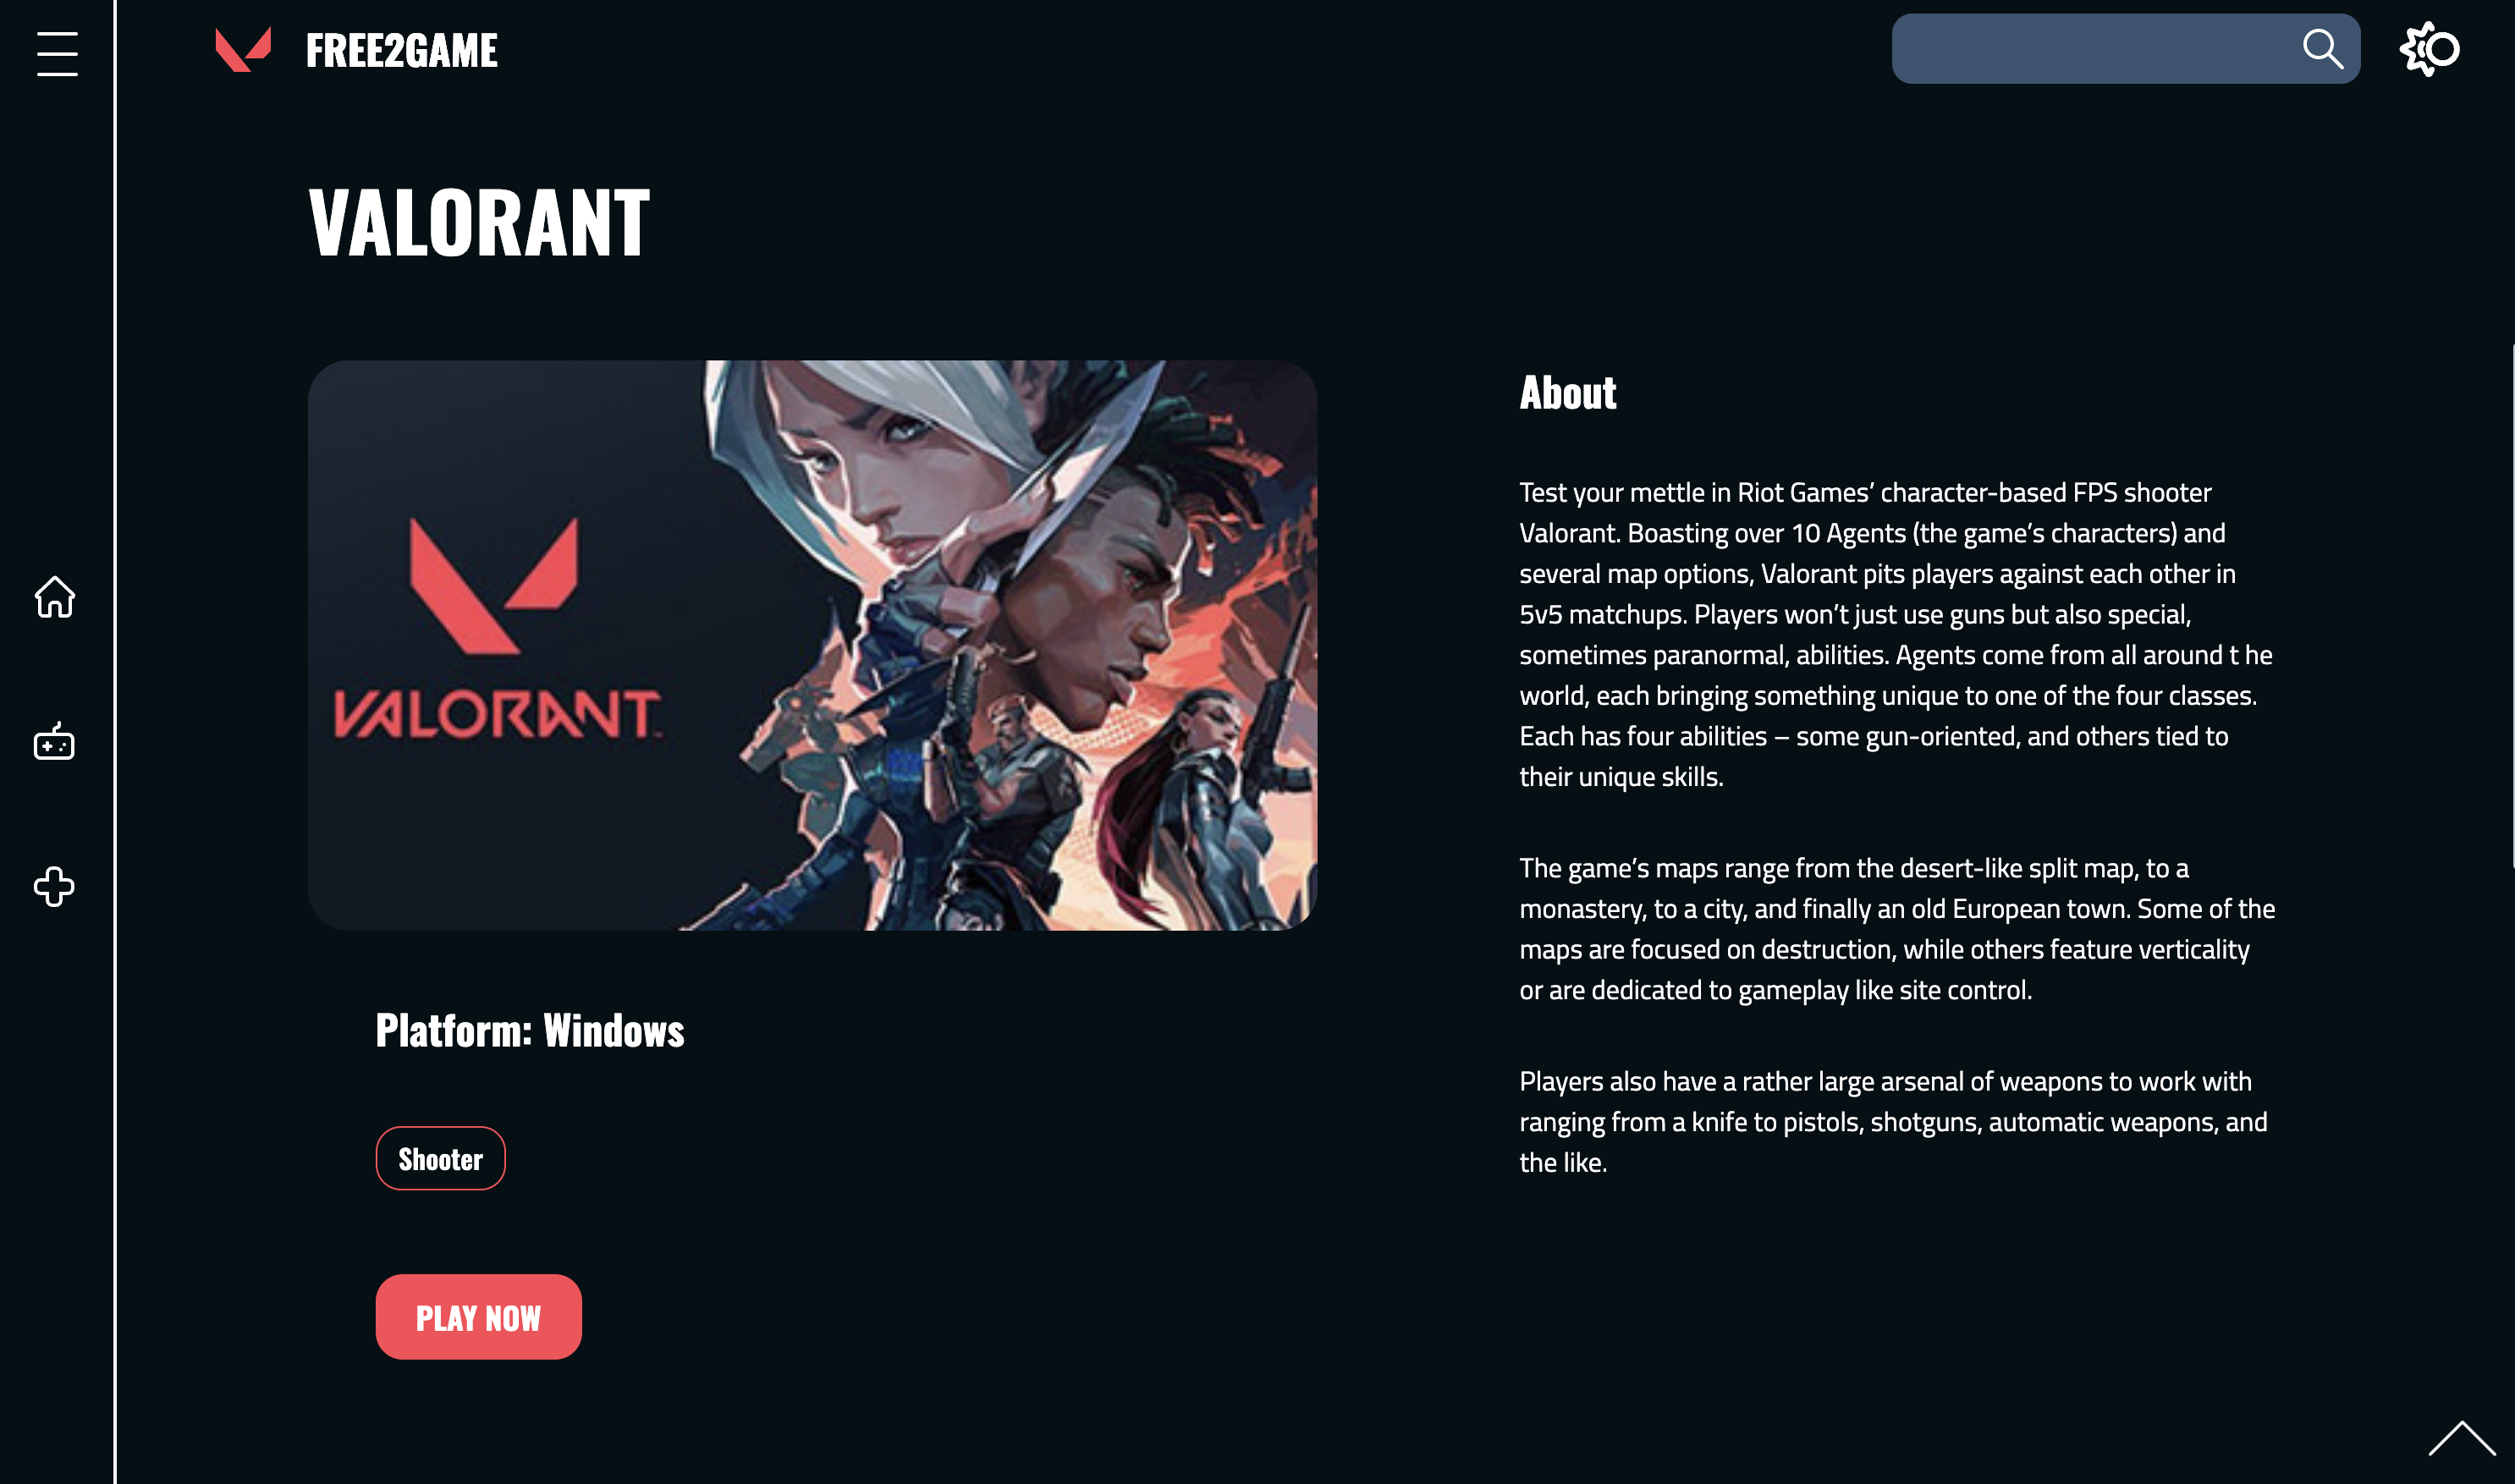 FREE2GAME
VALORANT
VALORANT
Platform: Windows
Shooter
PLAY NOW
About
Test your mettle in Riot Games’ character-based FPS shooter
Valorant. Boasting over 10 Agents (the game’s characters) and
several map options, Valorant pits players against each other in
5v5 matchups. Players won’t just use guns but also special,
sometimes paranormal, abilities. Agents come from all around t he
world, each bringing something unique to one of the four classes.
Each has four abilities – some gun-oriented, and others tied to
their unique skills.
The game’s maps range from the desert-like split map, to a
monastery, to a city, and finally an old European town. Some of the
maps are focused on destruction, while others feature verticality
or are dedicated to gameplay like site control.
Players also have a rather large arsenal of weapons to work with
ranging from a knife to pistols, shotguns, automatic weapons, and
the like.